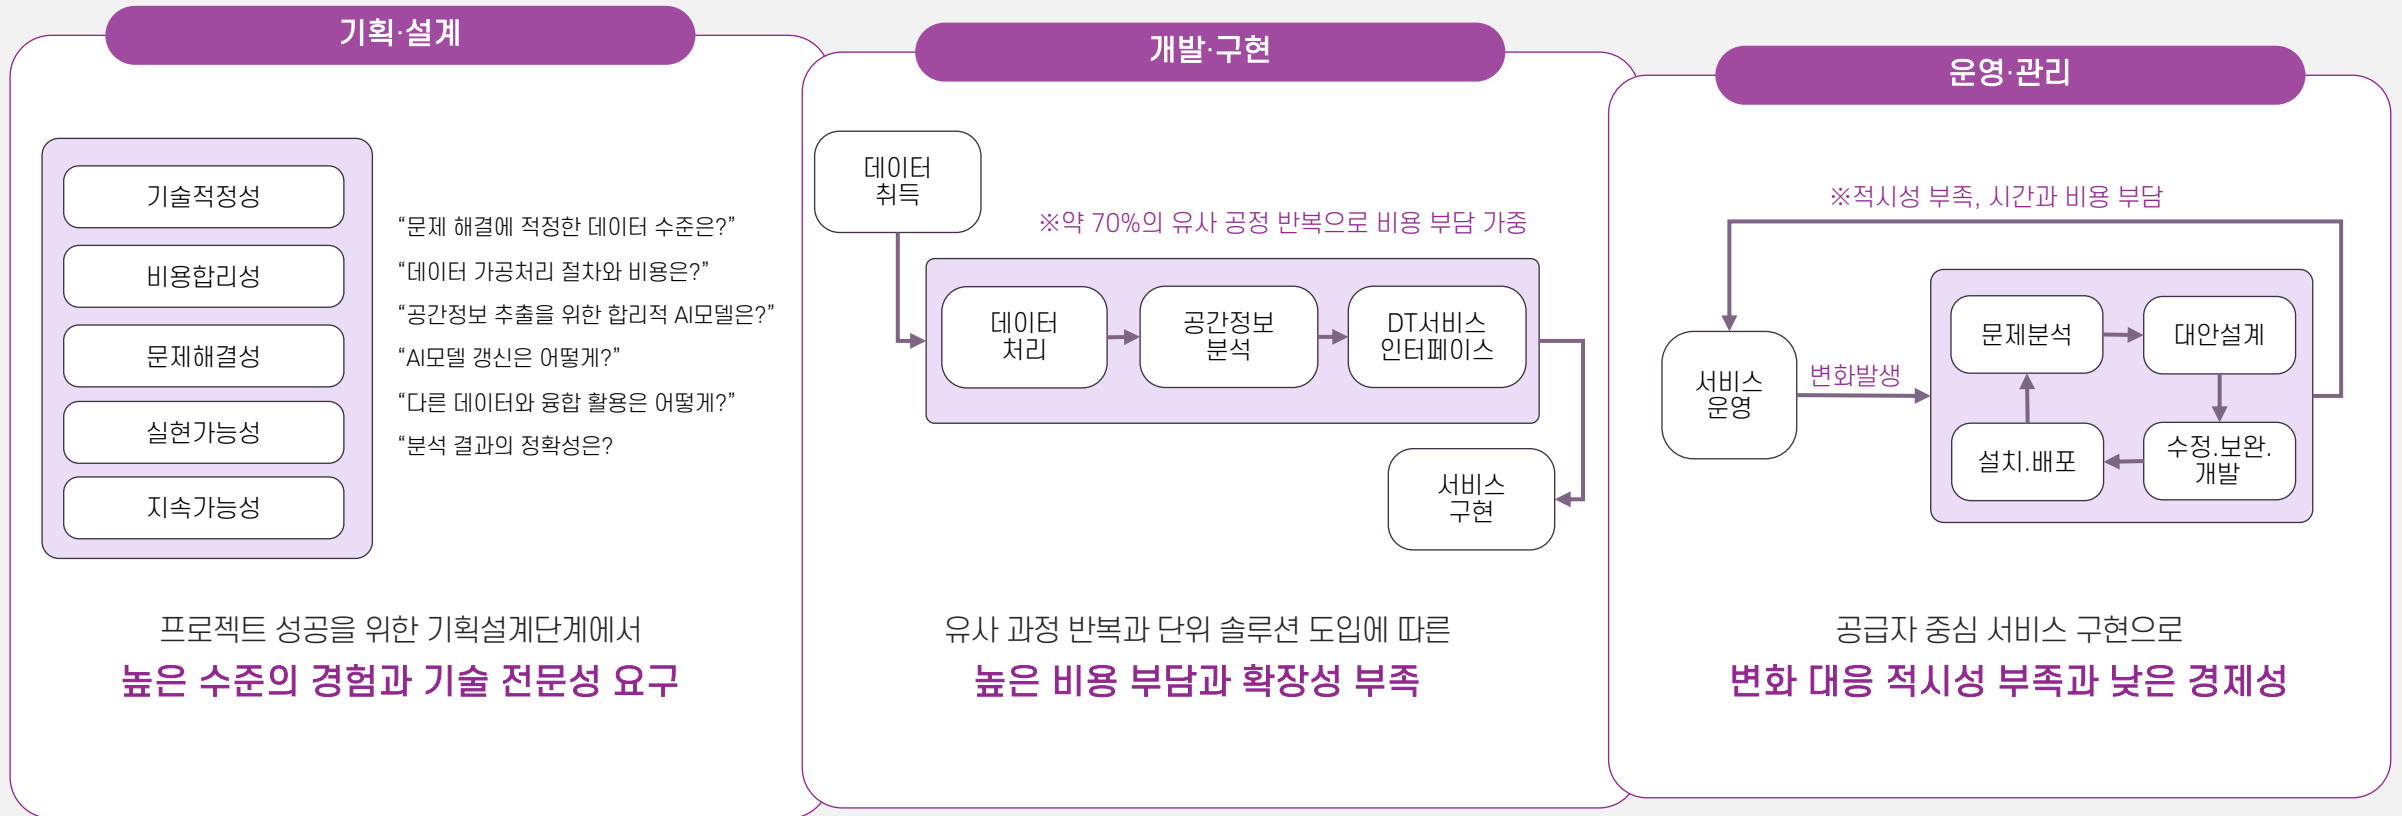 기획·설계
기술적정성
비용합리성
문제해결성
실현가능성
지속가능성
“문제 해결에 적정한 데이터 수준은?”
“데이터 가공처리 절차와 비용은?”
“공간정보 추출을 위한 합리적 AI모델은?”
“AI모델 갱신은 어떻게?”
“다른 데이터와 융합 활용은 어떻게?”
“분석 결과의 정확성은?
프로젝트 성공을 위한 기획설계단계에서
높은 수준의 경험과 기술 전문성 요구
개발·구현
데이터
취득
※약 70%의 유사 공정 반복으로 비용 부담 가중
데이터
처리
공간정보
분석
DT서비스
인터페이스
서비스
구현
유사 과정 반복과 단위 솔루션 도입에 따른
높은 비용 부담과 확장성 부족
운영·관리
※적시성 부족, 시간과 비용 부담
서비스
운영
변화발생
문제분석
대안설계
설치.배포
수정.보완.
개발
공급자 중심 서비스 구현으로
변화 대응 적시성 부족과 낮은 경제성